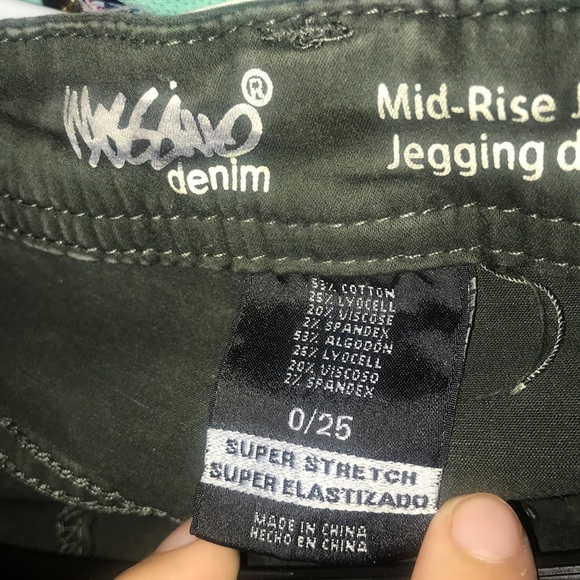 Mossimo®
denim
Mid-Rise J
Jegging d
53% COTTON
25% LYOCELL
20% VISCOSE
2% SPANDEX
53% ALGODÓN
25% LYOCELL
20% VISCOSO
2% SPANDEX
0/25
SUPER STRETCH
SUPER ELASTIZADO
MADE IN CHINA
HECHO EN CHINA